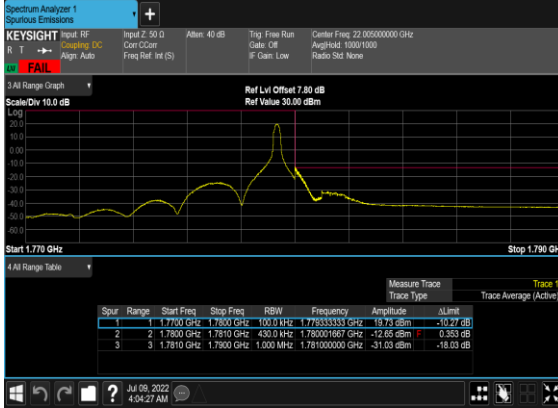 Spectrum Analyzer 1
Spurious Emissions
+
KEYSIGHT Input: RF Input Z: 50 Ω Atten: 40 dB Trig: Free Run Center Freq: 22.005000000 GHz
R T Coupling: DC Corr CCorr Gate: Off Avg|Hold: 1000/1000
Align: Auto Freq Ref: Int (S) IF Gain: Low Radio Std: None
FAIL
3 All Range Graph
Ref Lvl Offset 7.80 dB
Scale/Div 10.0 dB Ref Value 30.00 dBm
Log
20.0
10.0
0.00
-10.0
-20.0
-30.0
-40.0
-50.0
-60.0
Start 1.770 GHz Stop 1.790 GH
4 All Range Table
Measure Trace Trace 1
Trace Type Trace Average (Active)
Spur Range Start Freq Stop Freq RBW Frequency Amplitude ΔLimit
1 1 1.7700 GHz 1.7800 GHz 100.0 kHz 1.779333333 GHz 19.73 dBm -10.27 dB
2 2 1.7800 GHz 1.7810 GHz 430.0 kHz 1.780001667 GHz -12.65 dBm F 0.353 dB
3 3 1.7810 GHz 1.7900 GHz 1.000 MHz 1.781000000 GHz -31.03 dBm -18.03 dB
?
Jul 09, 2022
4:04:27 AM